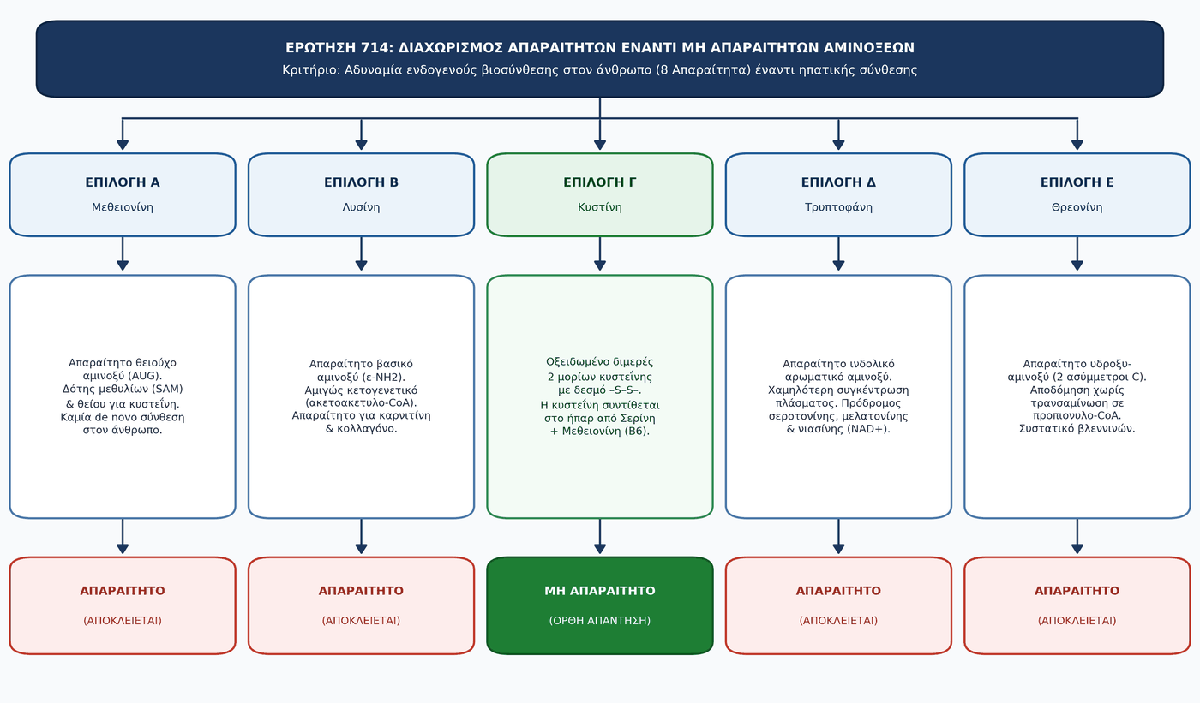 ΕΡΩΤΗΣΗ 714: ΔΙΑΧΩΡΙΣΜΟΣ ΑΠΑΡΑΙΤΗΤΩΝ ΕΝΑΝΤΙ ΜΗ ΑΠΑΡΑΙΤΗΤΩΝ ΑΜΙΝΟΞΕΩΝ
Κριτήριο: Αδυναμία ενδογενούς βιοσύνθεσης στον άνθρωπο (8 Απαραίτητα) έναντι ηπατικής σύνθεσης
ΕΠΙΛΟΓΗ Α
Μεθειονίνη
ΕΠΙΛΟΓΗ Β
Λυσίνη
ΕΠΙΛΟΓΗ Γ
Κυστίνη
ΕΠΙΛΟΓΗ Δ
Τρυπτοφάνη
ΕΠΙΛΟΓΗ Ε
Θρεονίνη
Απαραίτητο θειούχο
αμινοξύ (AUG).
Δότης μεθυλίων (SAM)
& θείου για κυστεΐνη.
Καμία de novo σύνθεση
στον άνθρωπο.
Απαραίτητο βασικό
αμινοξύ (ε-NH2).
Αμιγώς κετογενετικό
(ακετοακετυλο-CoA).
Απαραίτητο για καρνιτίνη
& κολλαγόνο.
Οξειδωμένο διμερές
2 μορίων κυστεΐνης
με δεσμό –S–S–.
Η κυστεΐνη συντίθεται
στο ήπαρ από Σερίνη
+ Μεθειονίνη (B6).
Απαραίτητο ινδολικό
αρωματικό αμινοξύ.
Χαμηλότερη συγκέντρωση
πλάσματος. Πρόδρομος
σεροτονίνης, μελατονίνης
& νιασίνης (NAD+).
Απαραίτητο υδροξυ-
αμινοξύ (2 ασύμμετροι C).
Αποδόμηση χωρίς
τρανσαμίνωση σε
προπιονυλο-CoA.
Συστατικό βλεννινών.
ΑΠΑΡΑΙΤΗΤΟ
(ΑΠΟΚΛΕΙΕΤΑΙ)
ΑΠΑΡΑΙΤΗΤΟ
(ΑΠΟΚΛΕΙΕΤΑΙ)
ΜΗ ΑΠΑΡΑΙΤΗΤΟ
(ΟΡΘΗ ΑΠΑΝΤΗΣΗ)
ΑΠΑΡΑΙΤΗΤΟ
(ΑΠΟΚΛΕΙΕΤΑΙ)
ΑΠΑΡΑΙΤΗΤΟ
(ΑΠΟΚΛΕΙΕΤΑΙ)